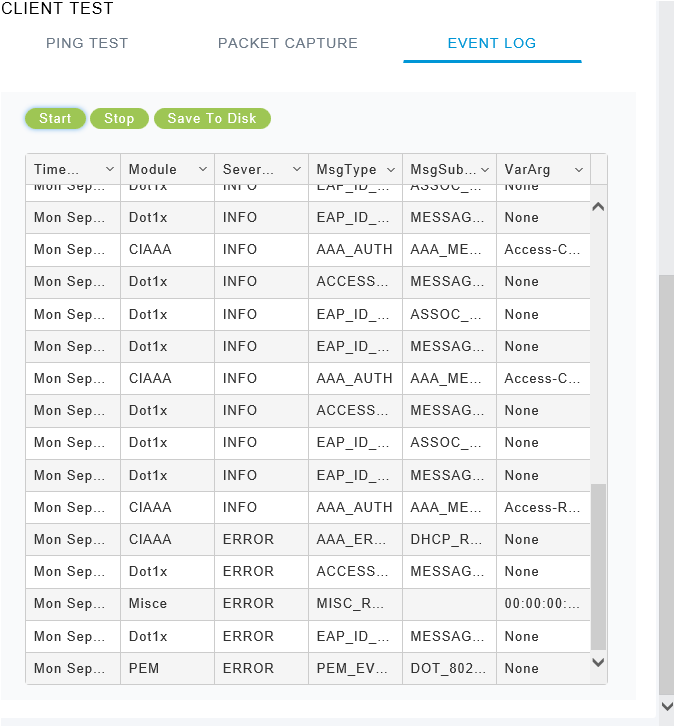 CLIENT TEST
PING TEST PACKET CAPTURE EVENT LOG
Start Stop Save To Disk
Time... Module Sever... MsgType MsgSub... VarArg
Mon Sep... Dot1x INFO EAP_ID_... ASSOC_... None
Mon Sep... Dot1x INFO EAP_ID_... MESSAG... None
Mon Sep... CIAAA INFO AAA_AUTH AAA_ME... Access-C...
Mon Sep... Dot1x INFO ACCESS... MESSAG... None
Mon Sep... Dot1x INFO EAP_ID_... ASSOC_... None
Mon Sep... Dot1x INFO EAP_ID_... MESSAG... None
Mon Sep... CIAAA INFO AAA_AUTH AAA_ME... Access-C...
Mon Sep... Dot1x INFO ACCESS... MESSAG... None
Mon Sep... Dot1x INFO EAP_ID_... ASSOC_... None
Mon Sep... Dot1x INFO EAP_ID_... MESSAG... None
Mon Sep... CIAAA INFO AAA_AUTH AAA_ME... Access-R...
Mon Sep... CIAAA ERROR AAA_ER... DHCP_R... None
Mon Sep... Dot1x ERROR ACCESS... MESSAG... None
Mon Sep... Misce ERROR MISC_R... 00:00:00:...
Mon Sep... Dot1x ERROR EAP_ID_... MESSAG... None
Mon Sep... PEM ERROR PEM_EV... DOT_802... None